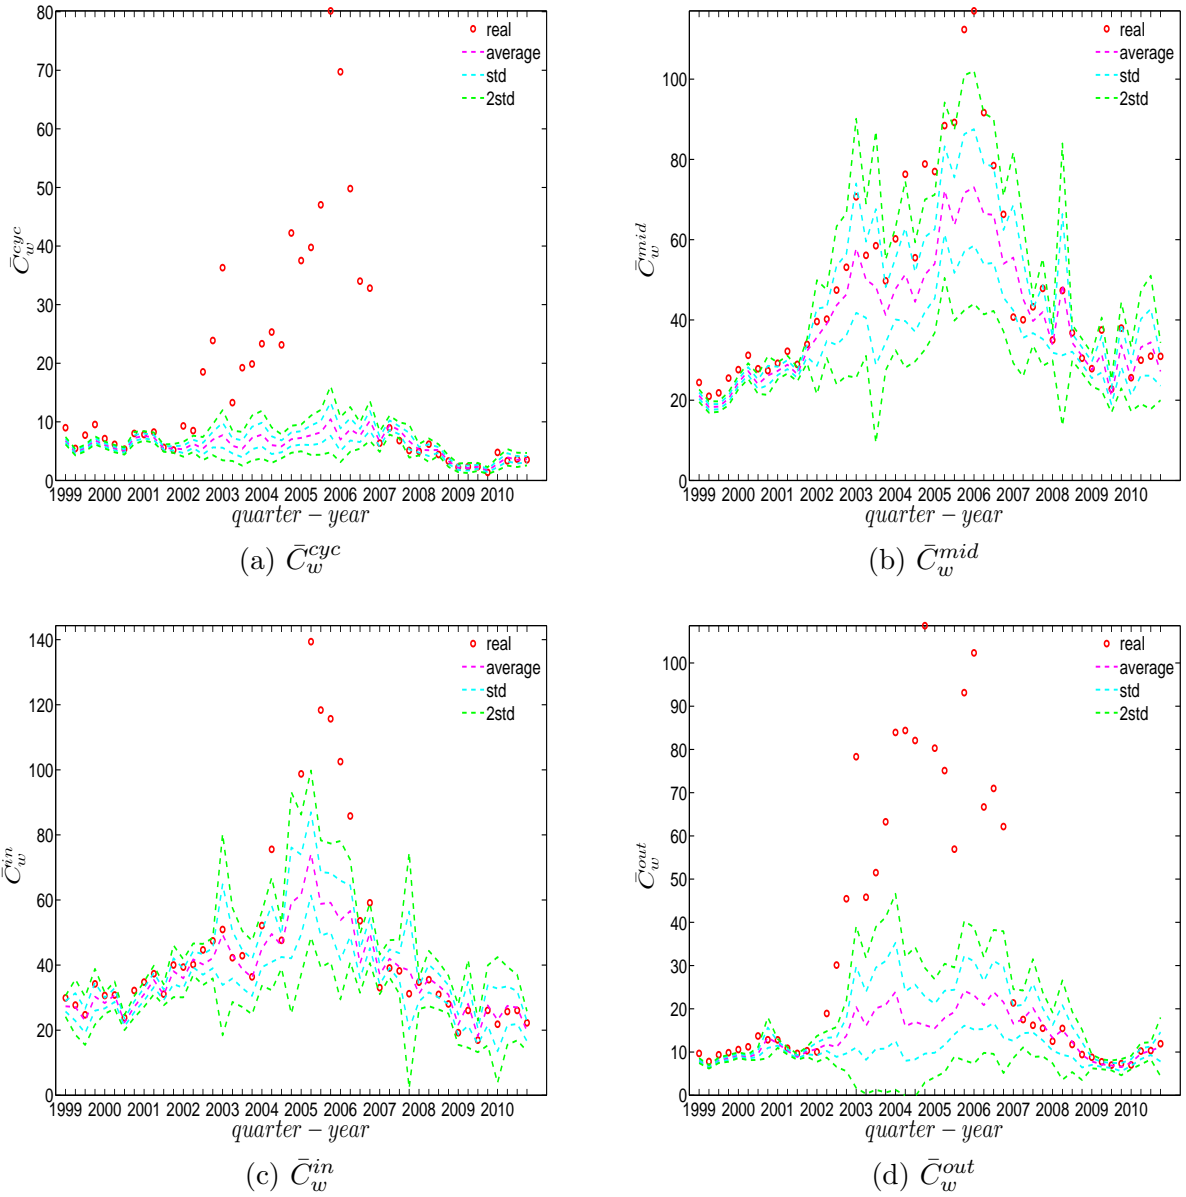 80
70
60
50
40
30
20
10
0
C̄_w^{cyc}
real
average
std
2std
1999 2000 2001 2002 2003 2004 2005 2006 2007 2008 2009 2010
quarter − year
(a) C̄_w^{cyc}
100
80
60
40
20
0
C̄_w^{mid}
real
average
std
2std
1999 2000 2001 2002 2003 2004 2005 2006 2007 2008 2009 2010
quarter − year
(b) C̄_w^{mid}
140
120
100
80
60
40
20
0
C̄_w^{in}
real
average
std
2std
1999 2000 2001 2002 2003 2004 2005 2006 2007 2008 2009 2010
quarter − year
(c) C̄_w^{in}
100
90
80
70
60
50
40
30
20
10
0
C̄_w^{out}
real
average
std
2std
1999 2000 2001 2002 2003 2004 2005 2006 2007 2008 2009 2010
quarter − year
(d) C̄_w^{out}